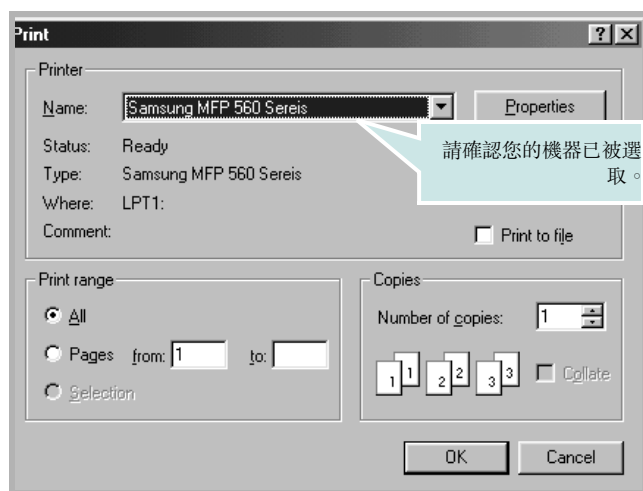 Print
Printer
Name: Samsung MFP 560 Sereis Properties
Status: Ready
Type: Samsung MFP 560 Sereis
Where: LPT1:
Comment: Print to file
請確認您的機器已被選
取。
Print range
All
Pages from: 1 to:
Selection
Copies
Number of copies: 1
1 1 2 2 3 3 Collate
OK Cancel